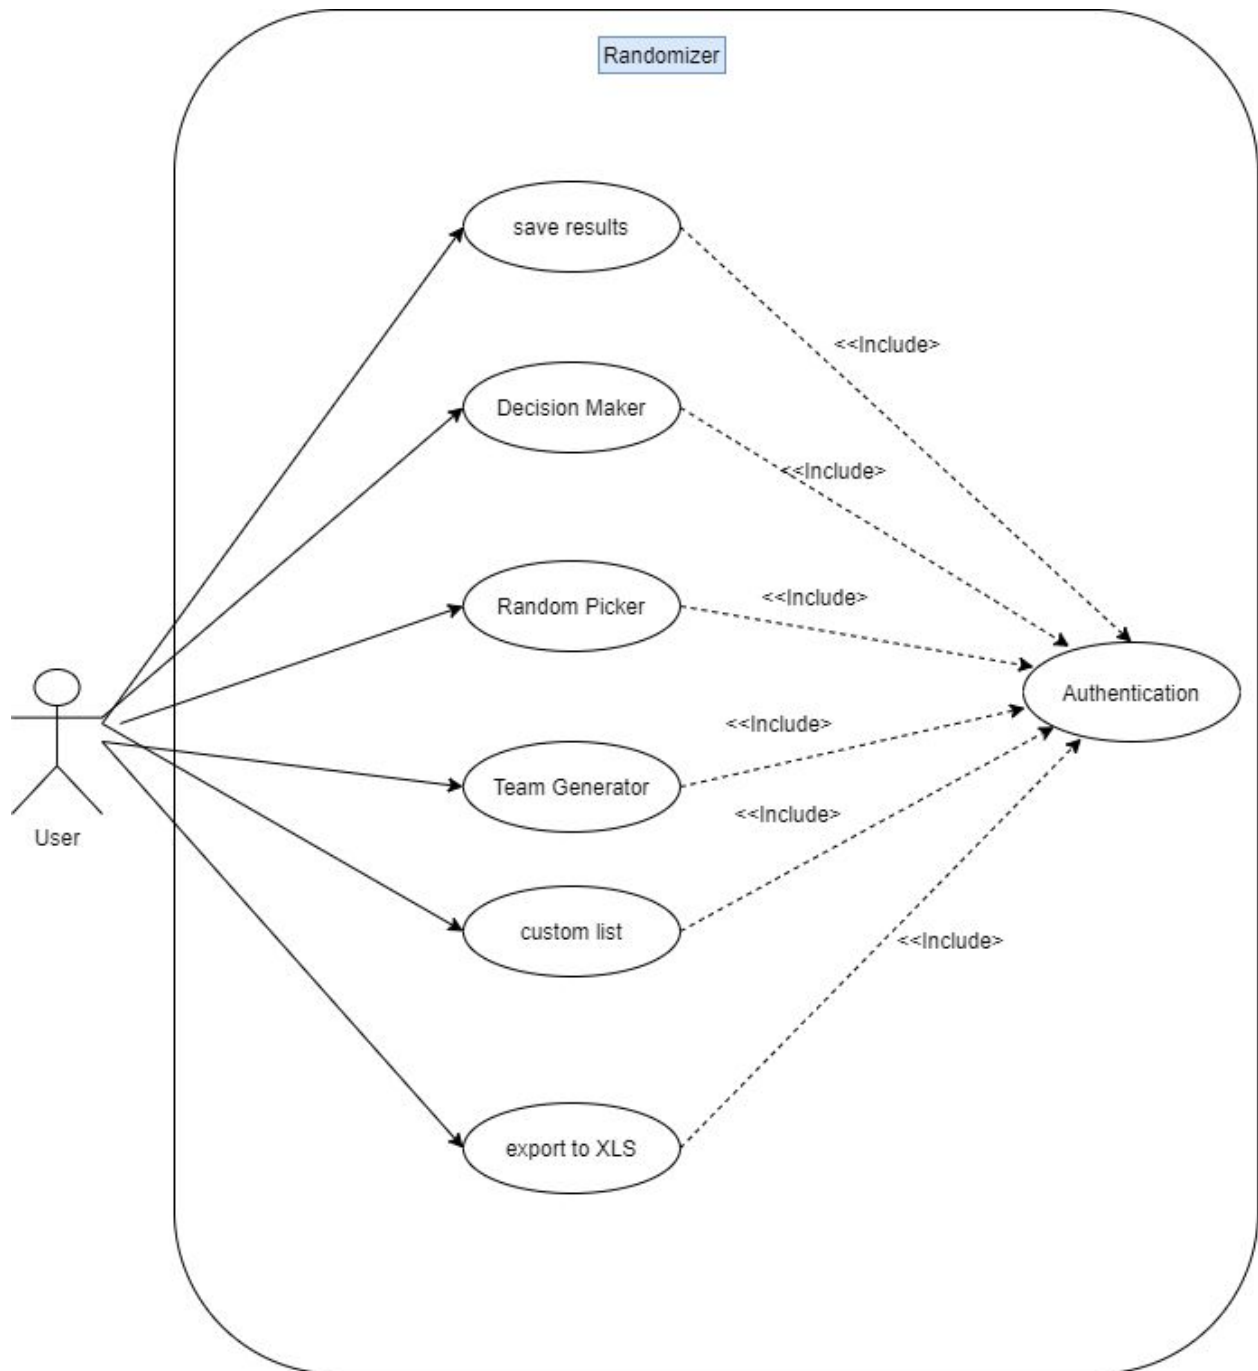 Randomizer
save results
<<Include>
Decision Maker
<<Include>
Random Picker
<<Include>
Authentication
Team Generator
<<Include>
User
<<Include>
custom list
<<Include>
export to XLS